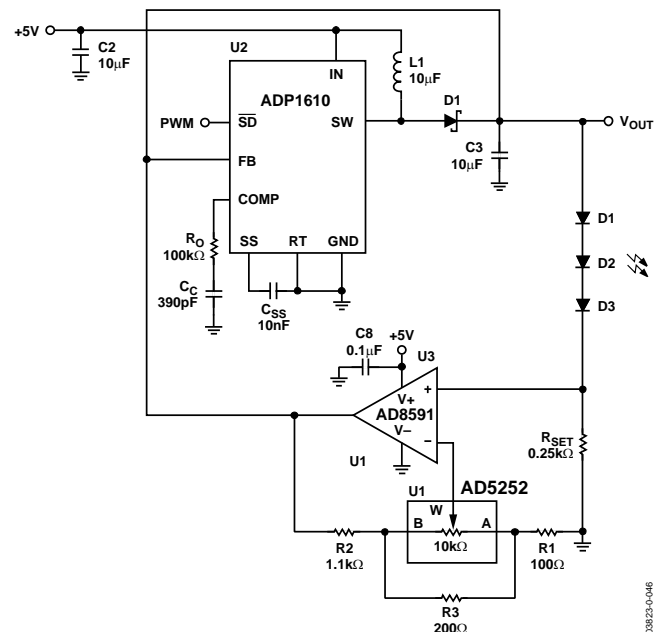 +5V
C2
10µF
U2
IN
ADP1610
L1
10µF
D1
PWM
SD
SW
VOUT
FB
C3
10µF
COMP
RO
100kΩ
SS
RT
GND
D1
D2
D3
CC
390pF
CSS
10nF
C8
0.1µF
+5V
U3
+
V+
AD8591
V–
–
U1
RSET
0.25kΩ
U1
AD5252
W
B
A
10kΩ
R2
1.1kΩ
R1
100Ω
R3
200Ω
03823-0-046